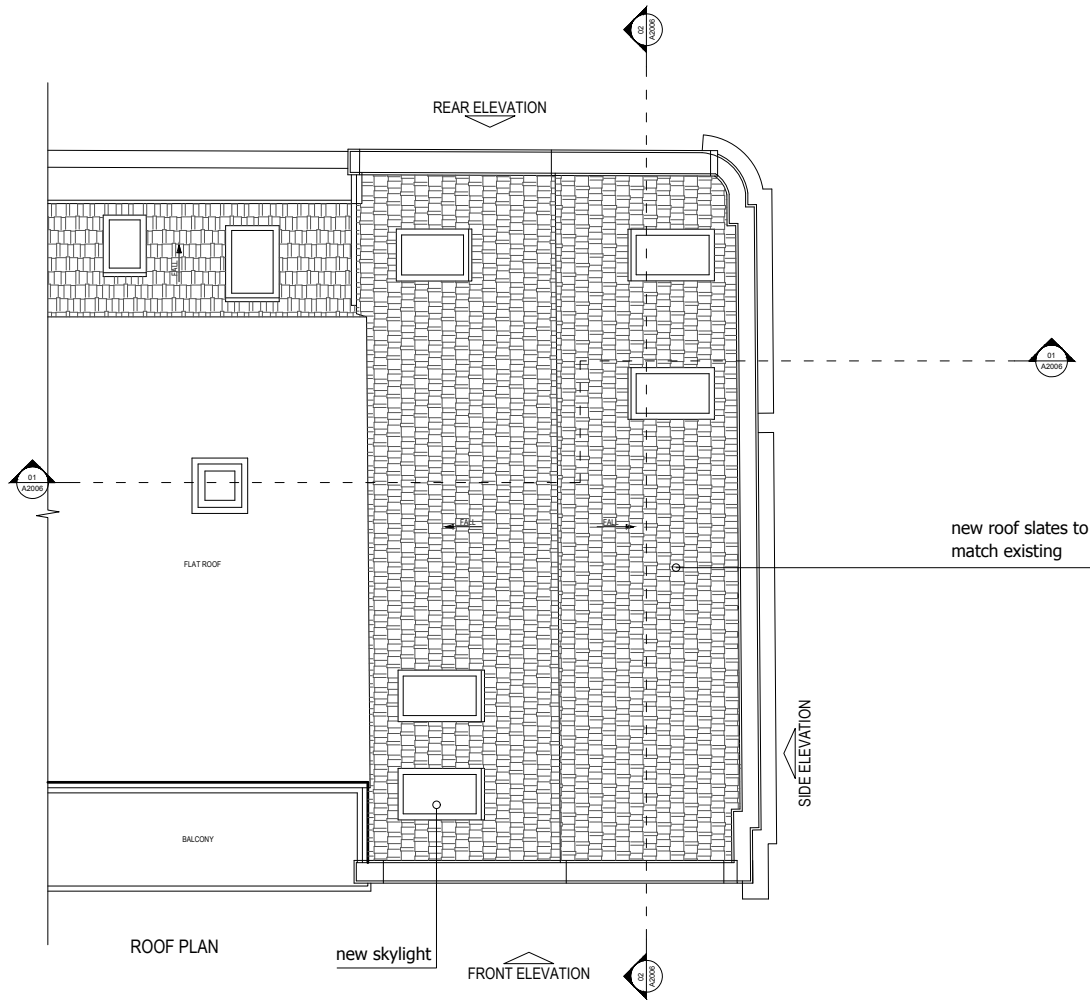 02
A2006
REAR ELEVATION
FALL
01
A2006
01
A2006
FALL
FALL
new roof slates to
match existing
FLAT ROOF
SIDE ELEVATION
BALCONY
ROOF PLAN
new skylight
FRONT ELEVATION
02
A2006